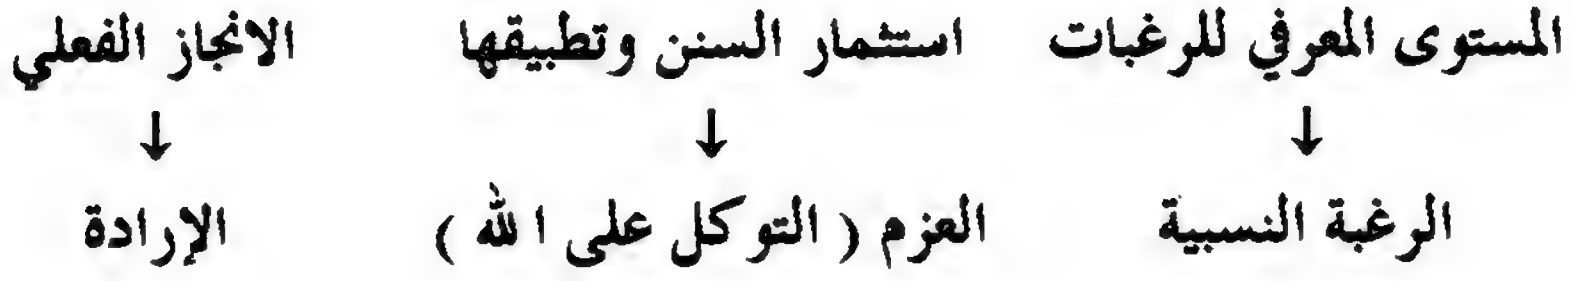 المستوى المعرفي للرغبات استثمار السنن وتطبيقها الانجاز الفعلي
↓ ↓ ↓
الرغبة النسبية العزم ( التوكل على الله ) الإرادة